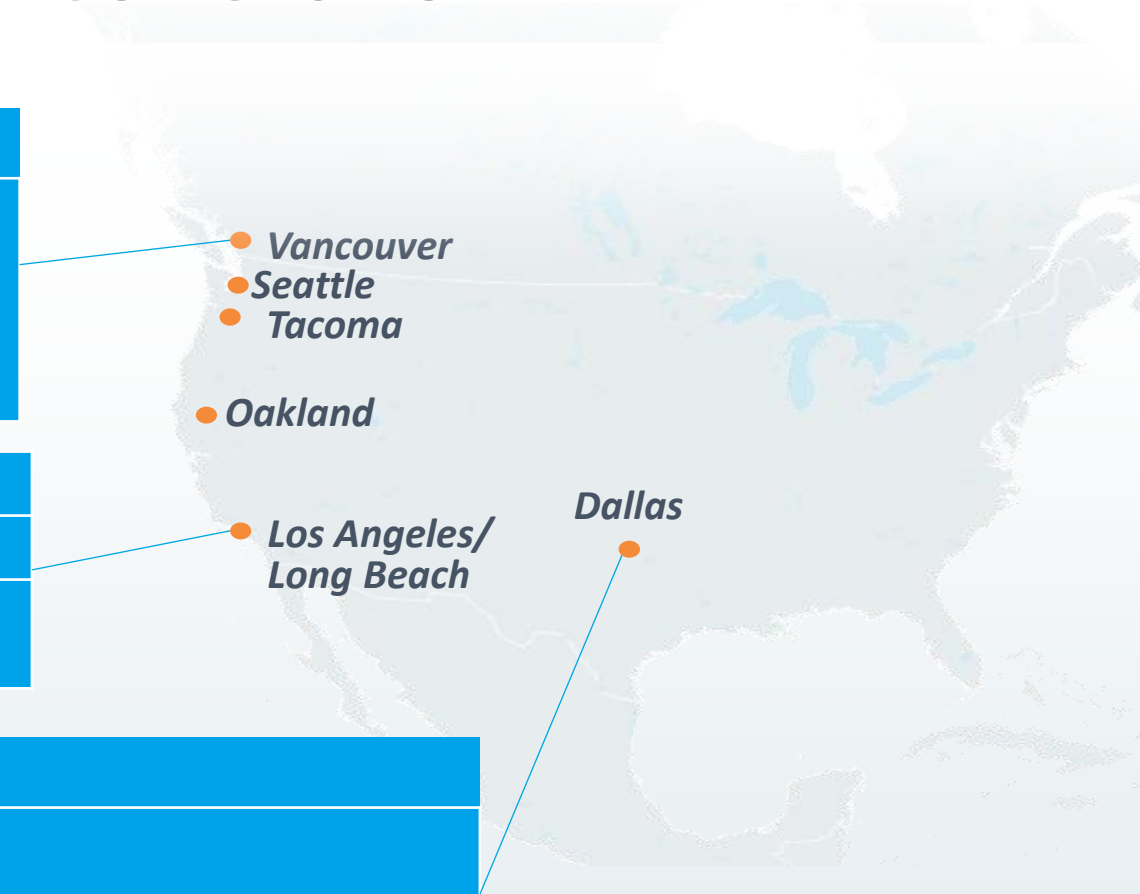 Vancouver
Seattle
Tacoma
Oakland
Los Angeles/
Long Beach
Dallas